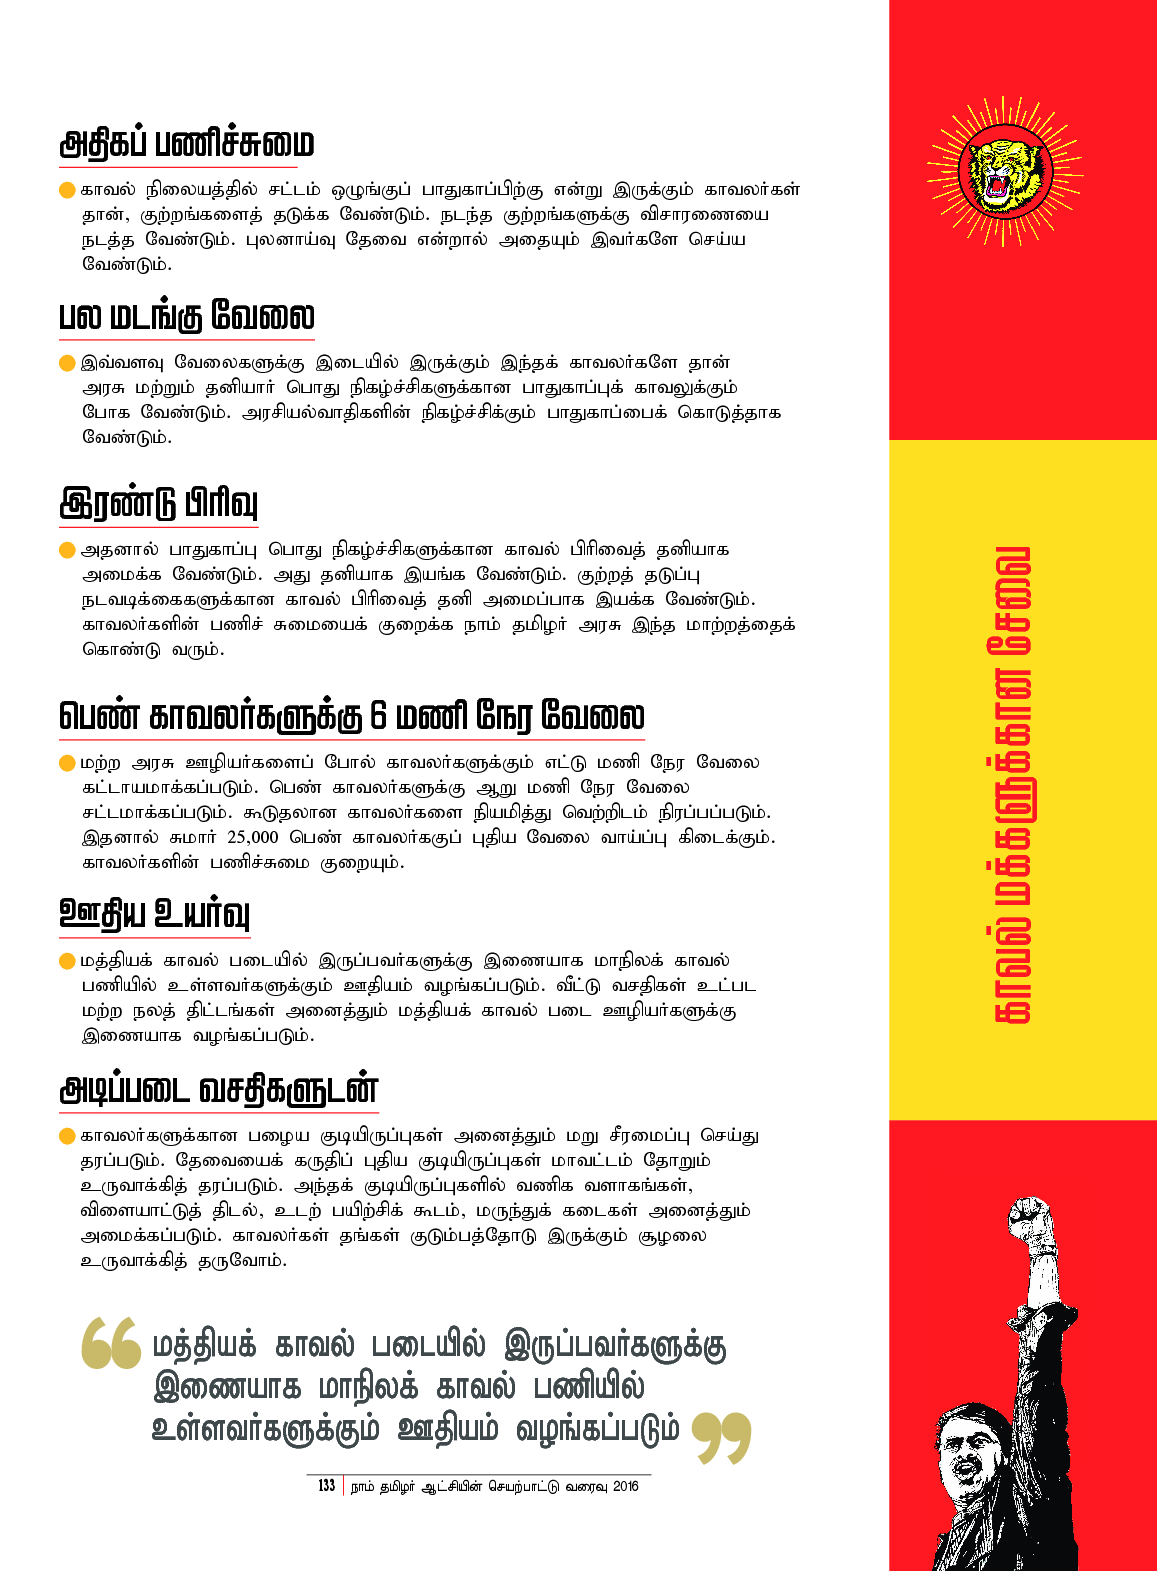 அதிகப் பணிச்சுமை
காவல் நிலையத்தில் சட்டம் ஒழுங்குப் பாதுகாப்பிற்கு என்று இருக்கும் காவலர்கள்
தான், குற்றங்களைத் தடுக்க வேண்டும். நடந்த குற்றங்களுக்கு விசாரணையை
நடத்த வேண்டும். புலனாய்வு தேவை என்றால் அதையும் இவர்களே செய்ய
வேண்டும்.
பல மடங்கு வேலை
இவ்வளவு வேலைகளுக்கு இடையில் இருக்கும் இந்தக் காவலர்களே தான்
அரசு மற்றும் தனியார் பொது நிகழ்ச்சிகளுக்கான பாதுகாப்புக் காவலுக்கும்
போக வேண்டும். அரசியல்வாதிகளின் நிகழ்ச்சிக்கும் பாதுகாப்பைக் கொடுத்தாக
வேண்டும்.
இரண்டு பிரிவு
அதனால் பாதுகாப்பு பொது நிகழ்ச்சிகளுக்கான காவல் பிரிவைத் தனியாக
அமைக்க வேண்டும். அது தனியாக இயங்க வேண்டும். குற்றத் தடுப்பு
நடவடிக்கைகளுக்கான காவல் பிரிவைத் தனி அமைப்பாக இயக்க வேண்டும்.
காவலர்களின் பணிச் சுமையைக் குறைக்க நாம் தமிழர் அரசு இந்த மாற்றத்தைக்
கொண்டு வரும்.
பெண் காவலர்களுக்கு 6 மணி நேர வேலை
மற்ற அரசு ஊழியர்களைப் போல் காவலர்களுக்கும் எட்டு மணி நேர வேலை
கட்டாயமாக்கப்படும். பெண் காவலர்களுக்கு ஆறு மணி நேர வேலை
சட்டமாக்கப்படும். கூடுதலான காவலர்களை நியமித்து வெற்றிடம் நிரப்பப்படும்.
இதனால் சுமார் 25,000 பெண் காவலர்ககுப் புதிய வேலை வாய்ப்பு கிடைக்கும்.
காவலர்களின் பணிச்சுமை குறையும்.
ஊதிய உயர்வு
மத்தியக் காவல் படையில் இருப்பவர்களுக்கு இணையாக மாநிலக் காவல்
பணியில் உள்ளவர்களுக்கும் ஊதியம் வழங்கப்படும். வீட்டு வசதிகள் உட்பட
மற்ற நலத் திட்டங்கள் அனைத்தும் மத்தியக் காவல் படை ஊழியர்களுக்கு
இணையாக வழங்கப்படும்.
அடிப்படை வசதிகளுடன்
காவலர்களுக்கான பழைய குடியிருப்புகள் அனைத்தும் மறு சீரமைப்பு செய்து
தரப்படும். தேவையைக் கருதிப் புதிய குடியிருப்புகள் மாவட்டம் தோறும்
உருவாக்கித் தரப்படும். அந்தக் குடியிருப்புகளில் வணிக வளாகங்கள்,
விளையாட்டுத் திடல், உடற் பயிற்சிக் கூடம், மருந்துக் கடைகள் அனைத்தும்
அமைக்கப்படும். காவலர்கள் தங்கள் குடும்பத்தோடு இருக்கும் சூழலை
உருவாக்கித் தருவோம்.
“மத்தியக் காவல் படையில் இருப்பவர்களுக்கு
இணையாக மாநிலக் காவல் பணியில்
உள்ளவர்களுக்கும் ஊதியம் வழங்கப்படும்”
133 | நாம் தமிழர் ஆட்சியின் செயற்பாட்டு வரைவு 2016
காவல் மக்களுக்கான சேவை